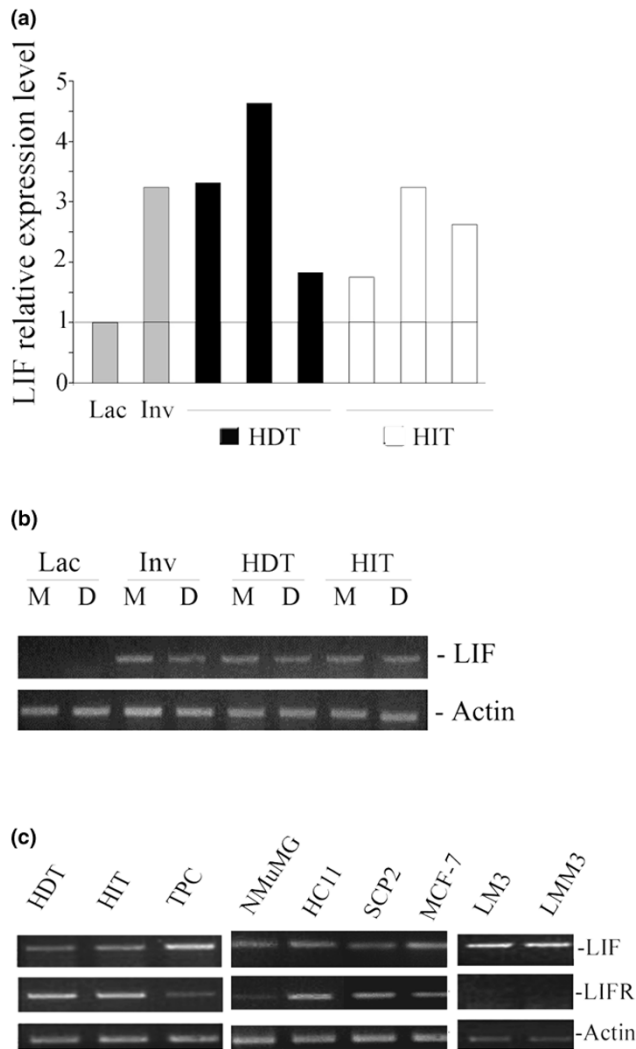 (a)
LIF relative expression level
5
4
3
2
1
0
Lac Inv
HDT HIT
(b)
Lac Inv HDT HIT
M D M D M D M D
- LIF
- Actin
(c)
HDT HIT TPC NMuMG HC11 SCP2 MCF-7 LM3 LMM3
-LIF
-LIFR
-Actin